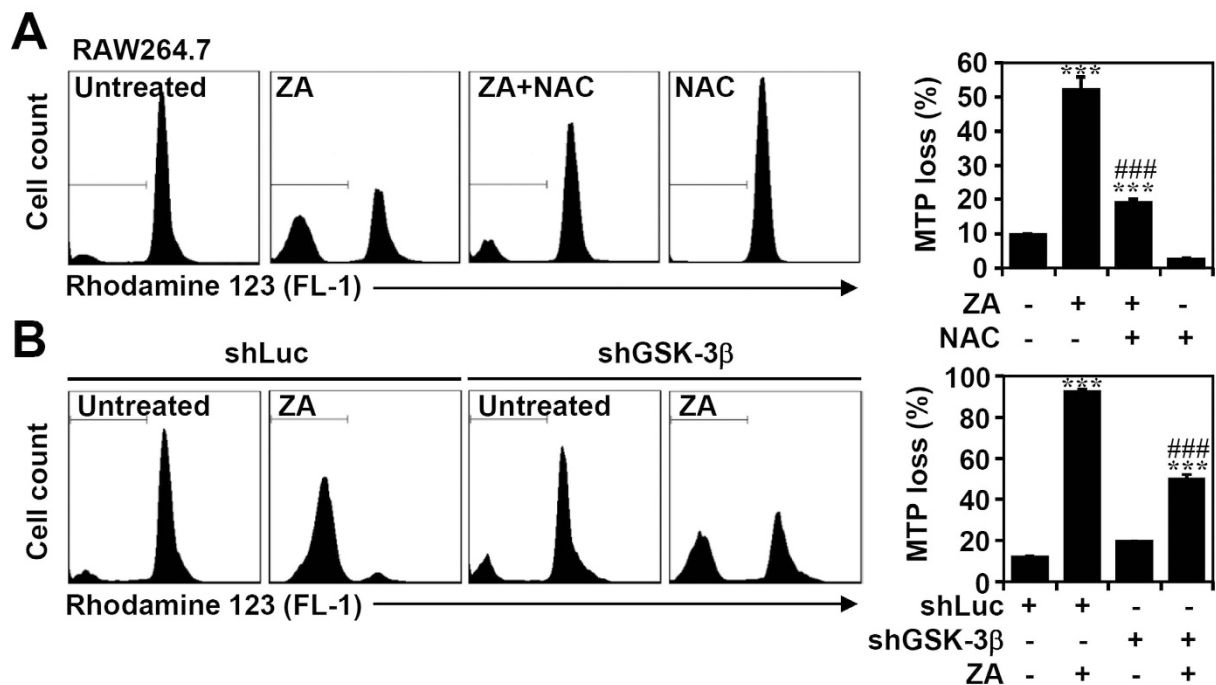 A
RAW264.7
Untreated
ZA
ZA+NAC
NAC
Cell count
Rhodamine 123 (FL-1)
MTP loss (%)
60
50
40
30
20
10
0
***
###
***
ZA - + + -
NAC - - + +
B
shLuc
shGSK-3β
Untreated
ZA
Untreated
ZA
Cell count
Rhodamine 123 (FL-1)
MTP loss (%)
100
80
60
40
20
0
***
###
***
shLuc + + - -
shGSK-3β - - + +
ZA - + - +